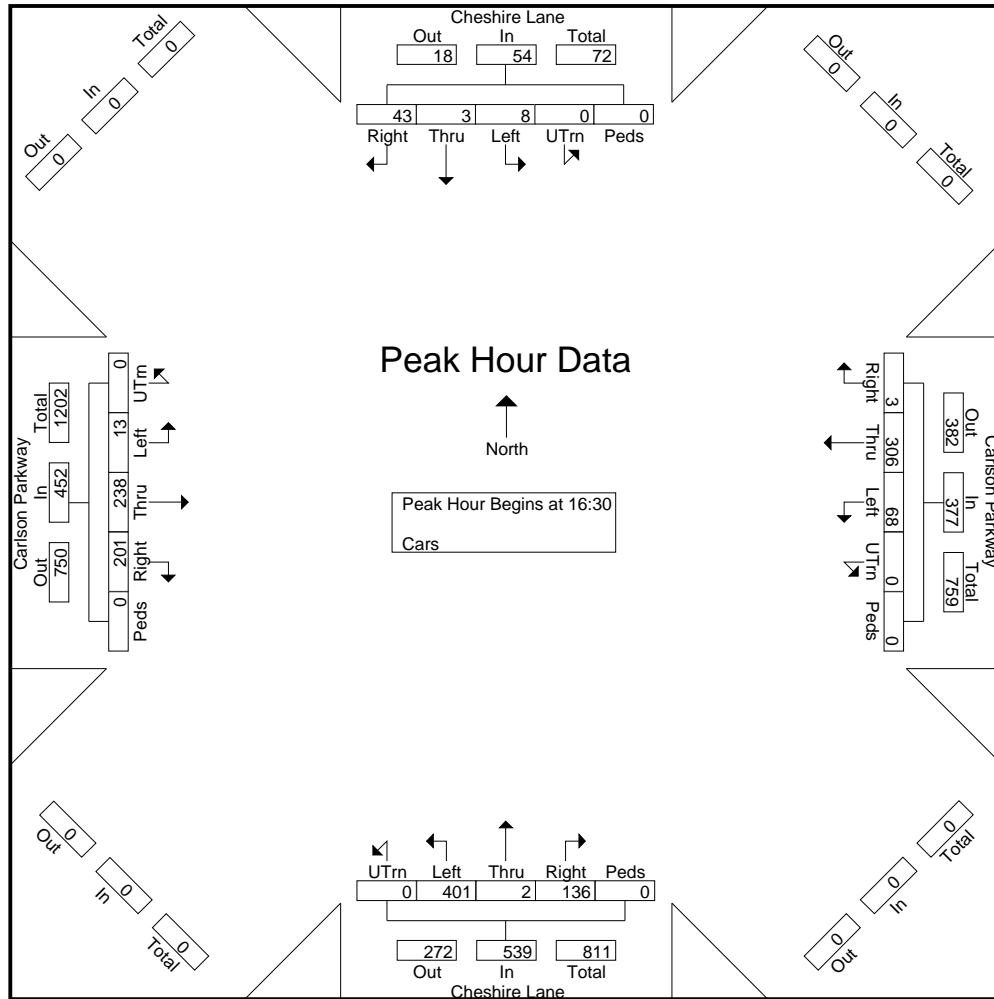 Cheshire Lane
Out In Total
18 54 72
43 3 8 0 0
Right Thru Left UTrn Peds
Total
0
In
0
Out
0
Out
0
In
0
Total
0
Peak Hour Data
North
Peak Hour Begins at 16:30
Cars
Carlson Parkway
Out In Total
750 452 1202
0 13 238 201 0
UTrn Left Thru Right Peds
Right Thru Left UTrn Peds
3 306 68 0 0
Out In Total
382 377 759
Carlson Parkway
Out
0
In
0
Total
0
Total
0
In
0
Out
0
UTrn Left Thru Right Peds
0 401 2 136 0
272 539 811
Out In Total
Cheshire Lane